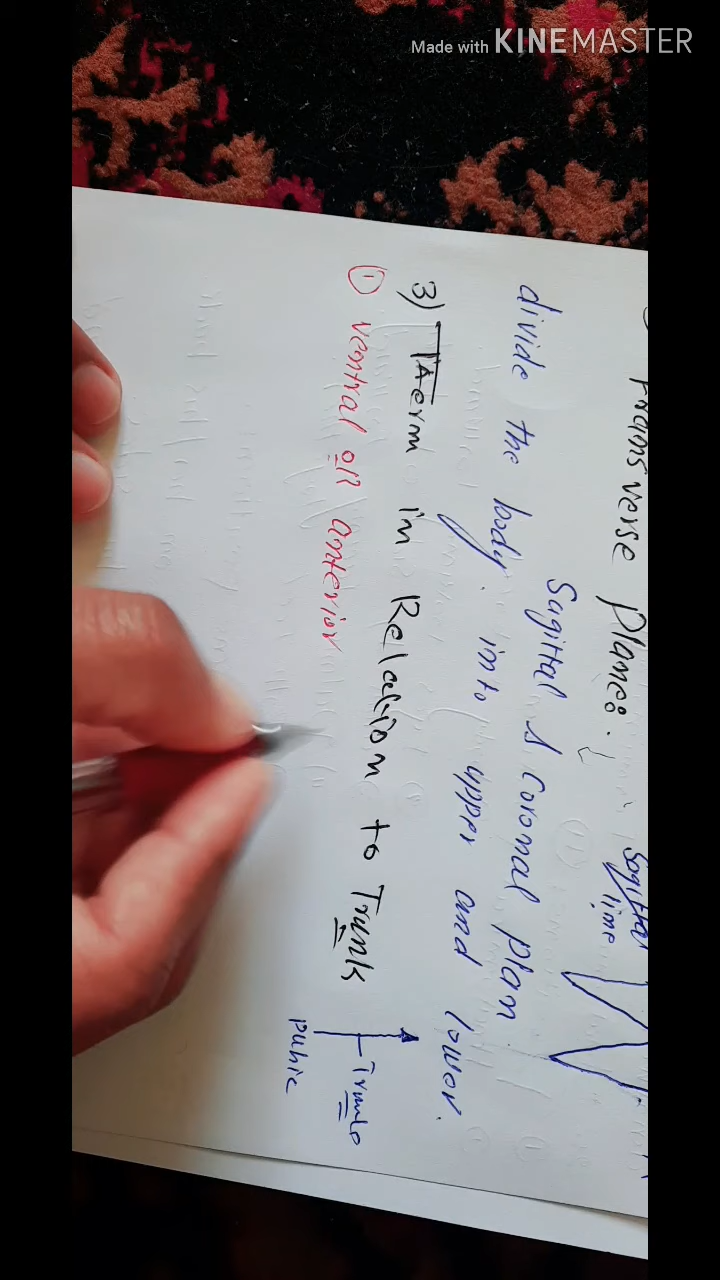 Made with KINEMASTER
Transverse Plane:
Sagittal
line
Sagittal & Coronal plan
divide the body into upper and lower.
3) Term in Relation to Trunk
Trunk
pubic
① ventral or anterior